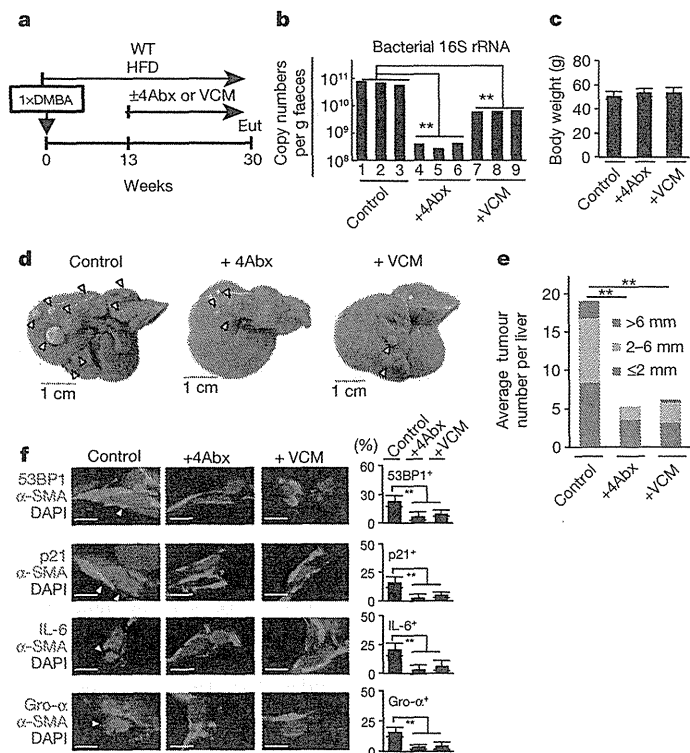 a
WT
HFD
1×DMBA
±4Abx or VCM
Eut
0 13 30
Weeks
b
Bacterial 16S rRNA
Copy numbers
per g faeces
10¹¹
10¹⁰
10⁹
10⁸
**
**
1 2 3 4 5 6 7 8 9
Control
+4Abx
+VCM
c
Body weight (g)
80
60
40
20
0
Control
+4Abx
+VCM
d
Control + 4Abx + VCM
1 cm 1 cm 1 cm
e
Average tumour
number per liver
20
15
10
5
0
**
**
>6 mm
2–6 mm
≤2 mm
Control
+4Abx
+VCM
f
Control +4Abx + VCM
(%)
Control
+4Abx
+VCM
53BP1
α-SMA
DAPI
60
30
0
53BP1⁺
**
p21
α-SMA
DAPI
50
25
0
p21⁺
**
IL-6
α-SMA
DAPI
50
25
0
IL-6⁺
**
Gro-α
α-SMA
DAPI
50
25
0
Gro-α⁺
**